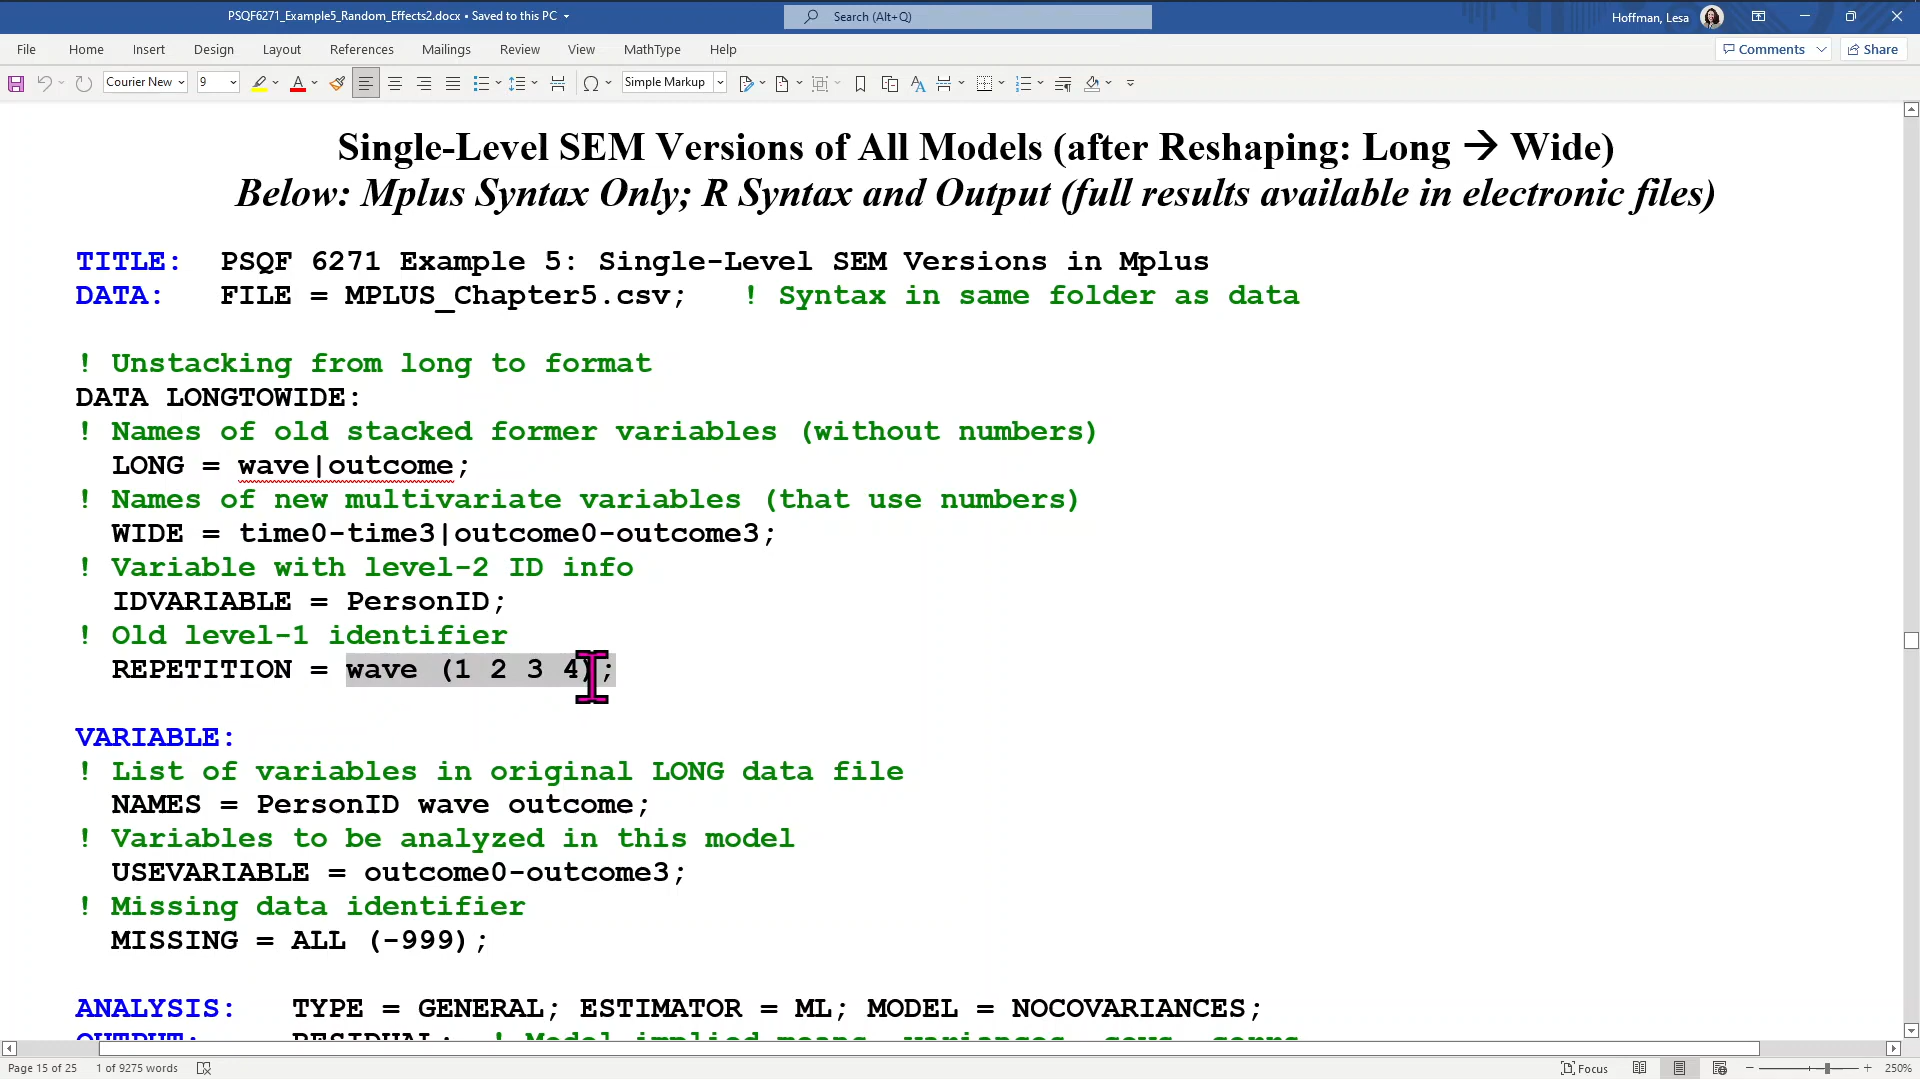 PSQF6271_Example5_Random_Effects2.docx • Saved to this PC
Search (Alt+Q)
Hoffman, Lesa
File Home Insert Design Layout References Mailings Review View MathType Help
Comments Share
Courier New 9 Simple Markup
Single-Level SEM Versions of All Models (after Reshaping: Long → Wide)
Below: Mplus Syntax Only; R Syntax and Output (full results available in electronic files)
TITLE: PSQF 6271 Example 5: Single-Level SEM Versions in Mplus
DATA: FILE = MPLUS_Chapter5.csv; ! Syntax in same folder as data
! Unstacking from long to format
DATA LONGTOWIDE:
! Names of old stacked former variables (without numbers)
LONG = wave|outcome;
! Names of new multivariate variables (that use numbers)
WIDE = time0-time3|outcome0-outcome3;
! Variable with level-2 ID info
IDVARIABLE = PersonID;
! Old level-1 identifier
REPETITION = wave (1 2 3 4);
VARIABLE:
! List of variables in original LONG data file
NAMES = PersonID wave outcome;
! Variables to be analyzed in this model
USEVARIABLE = outcome0-outcome3;
! Missing data identifier
MISSING = ALL (-999);
ANALYSIS: TYPE = GENERAL; ESTIMATOR = ML; MODEL = NOCOVARIANCES;
OUTPUT: RESIDUAL; ! Model implied means, variances, covs, corrs
Page 15 of 25 1 of 9275 words Focus 250%